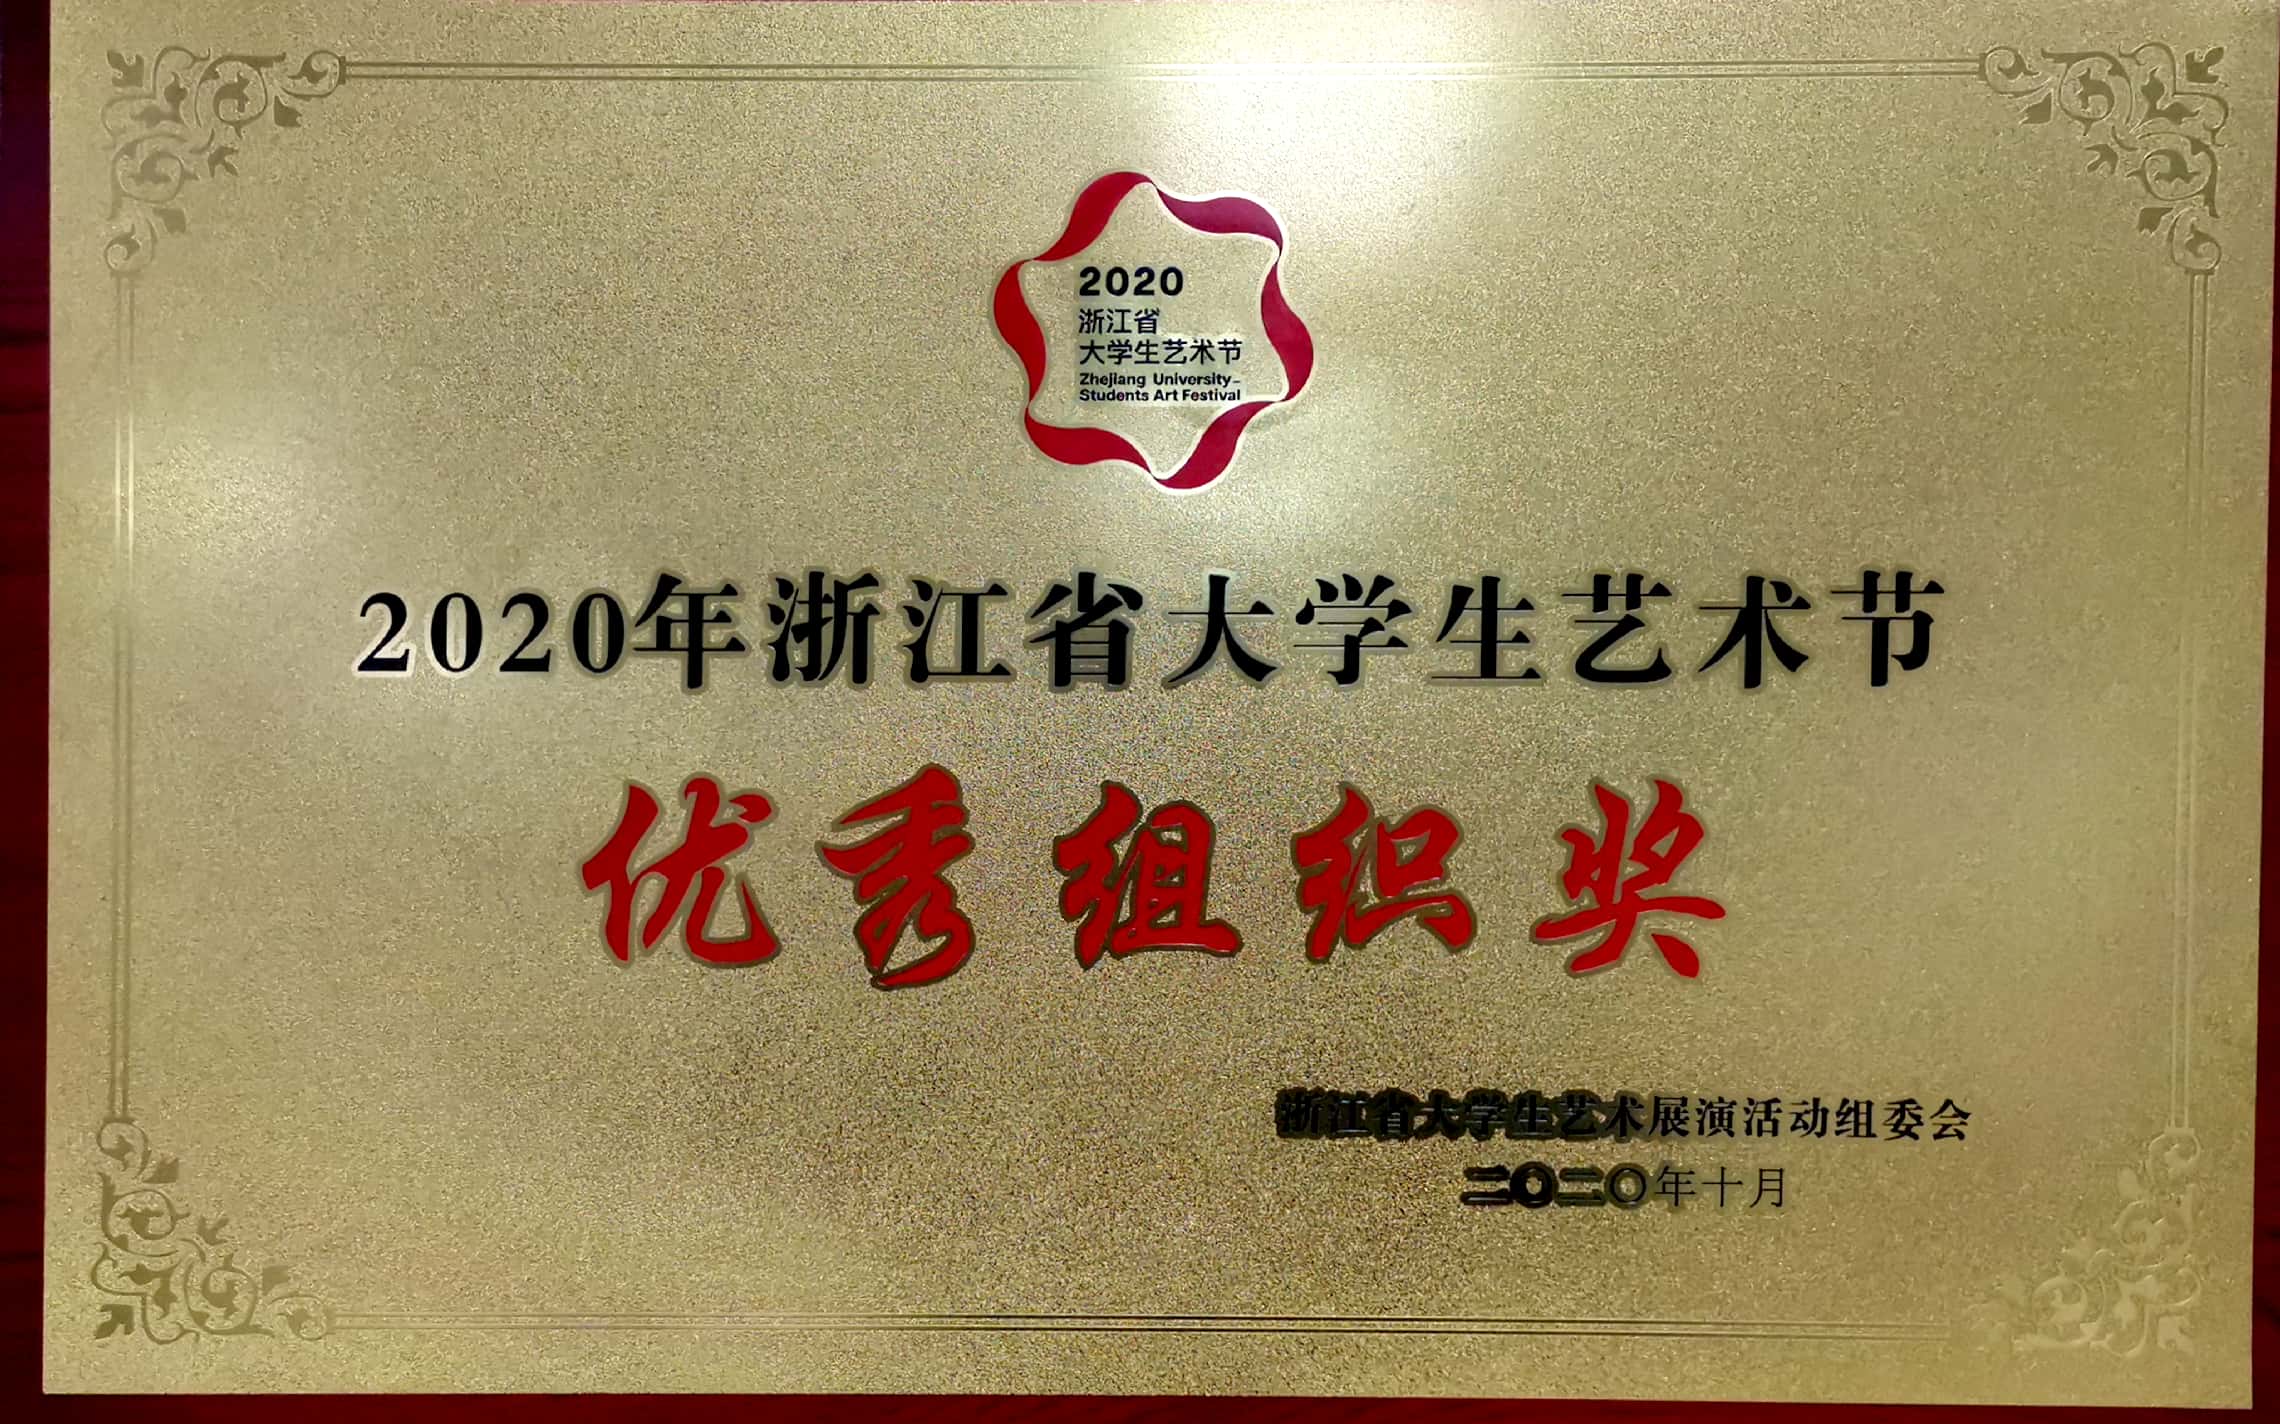 2020
浙江省
大学生艺术节
Zhejiang University-
Students Art Festival
2020年浙江省大学生艺术节
优秀组织奖
浙江省大学生艺术展演活动组委会
二〇二〇年十月